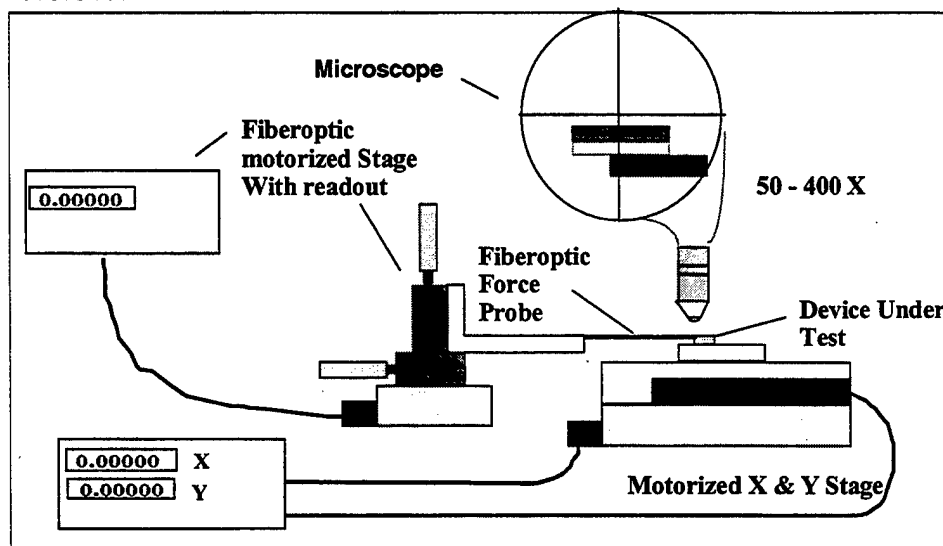 Microscope
Fiberoptic
motorized Stage
With readout
0.00000
50 - 400 X
Fiberoptic
Force
Probe
Device Under
Test
0.00000 X
0.00000 Y
Motorized X & Y Stage